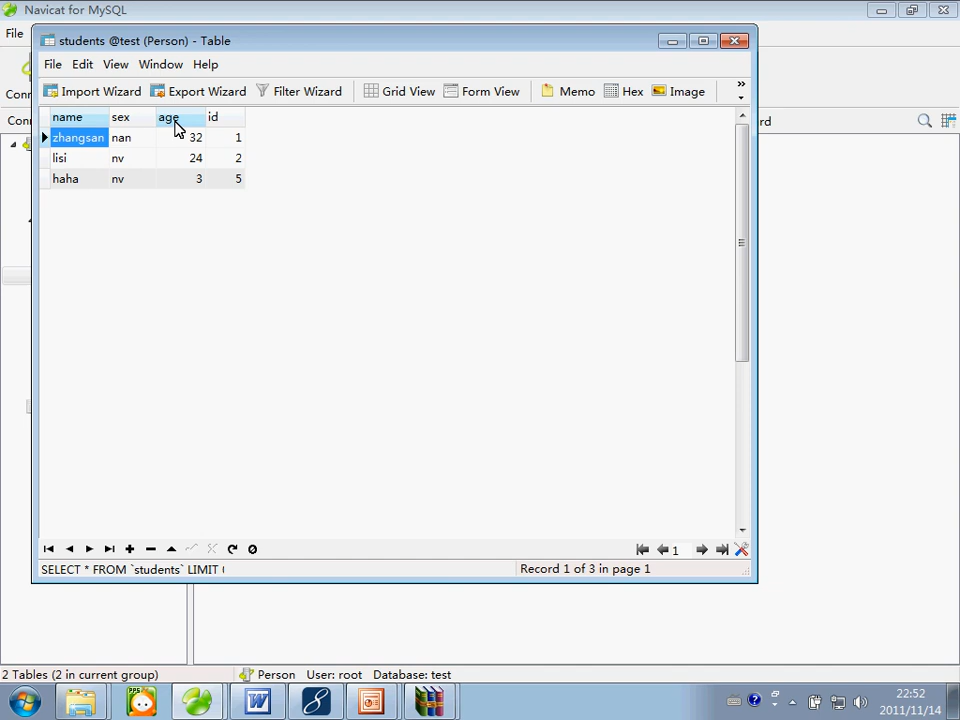 Navicat for MySQL
File
students @test (Person) - Table
File Edit View Window Help
Conn
Import Wizard Export Wizard Filter Wizard Grid View Form View Memo Hex Image »
Con
rd
name sex age id
zhangsan nan 32 1
lisi nv 24 2
haha nv 3 5
1
SELECT * FROM `students` LIMIT (
Record 1 of 3 in page 1
2 Tables (2 in current group) Person User: root Database: test
PPS
W
22:52
2011/11/14